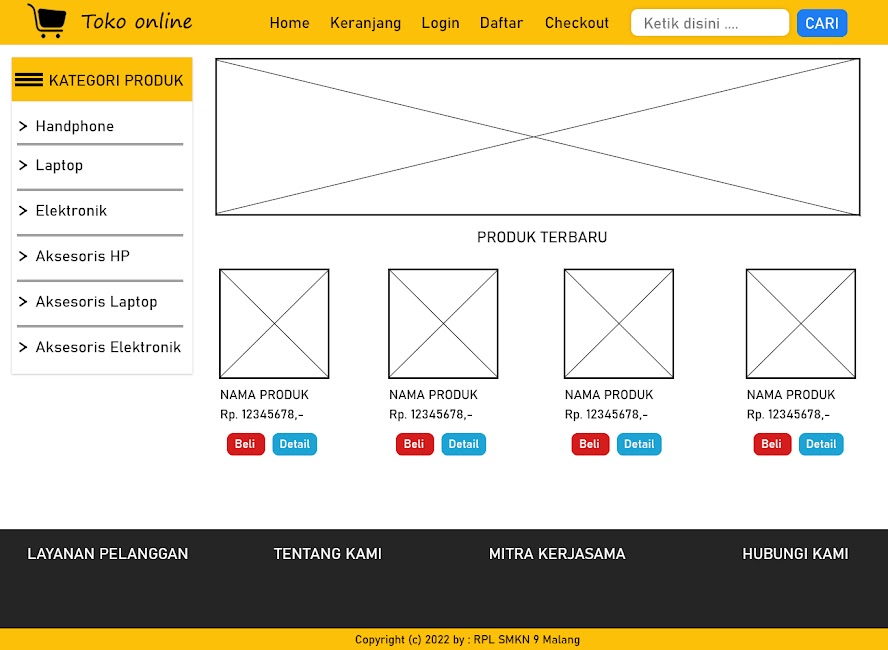 Toko online
Home Keranjang Login Daftar Checkout Ketik disini .... CARI
KATEGORI PRODUK
> Handphone
> Laptop
> Elektronik
> Aksesoris HP
> Aksesoris Laptop
> Aksesoris Elektronik
PRODUK TERBARU
NAMA PRODUK NAMA PRODUK NAMA PRODUK NAMA PRODUK
Rp. 12345678,- Rp. 12345678,- Rp. 12345678,- Rp. 12345678,-
Beli Detail Beli Detail Beli Detail Beli Detail
LAYANAN PELANGGAN TENTANG KAMI MITRA KERJASAMA HUBUNGI KAMI
Copyright (c) 2022 by : RPL SMKN 9 Malang